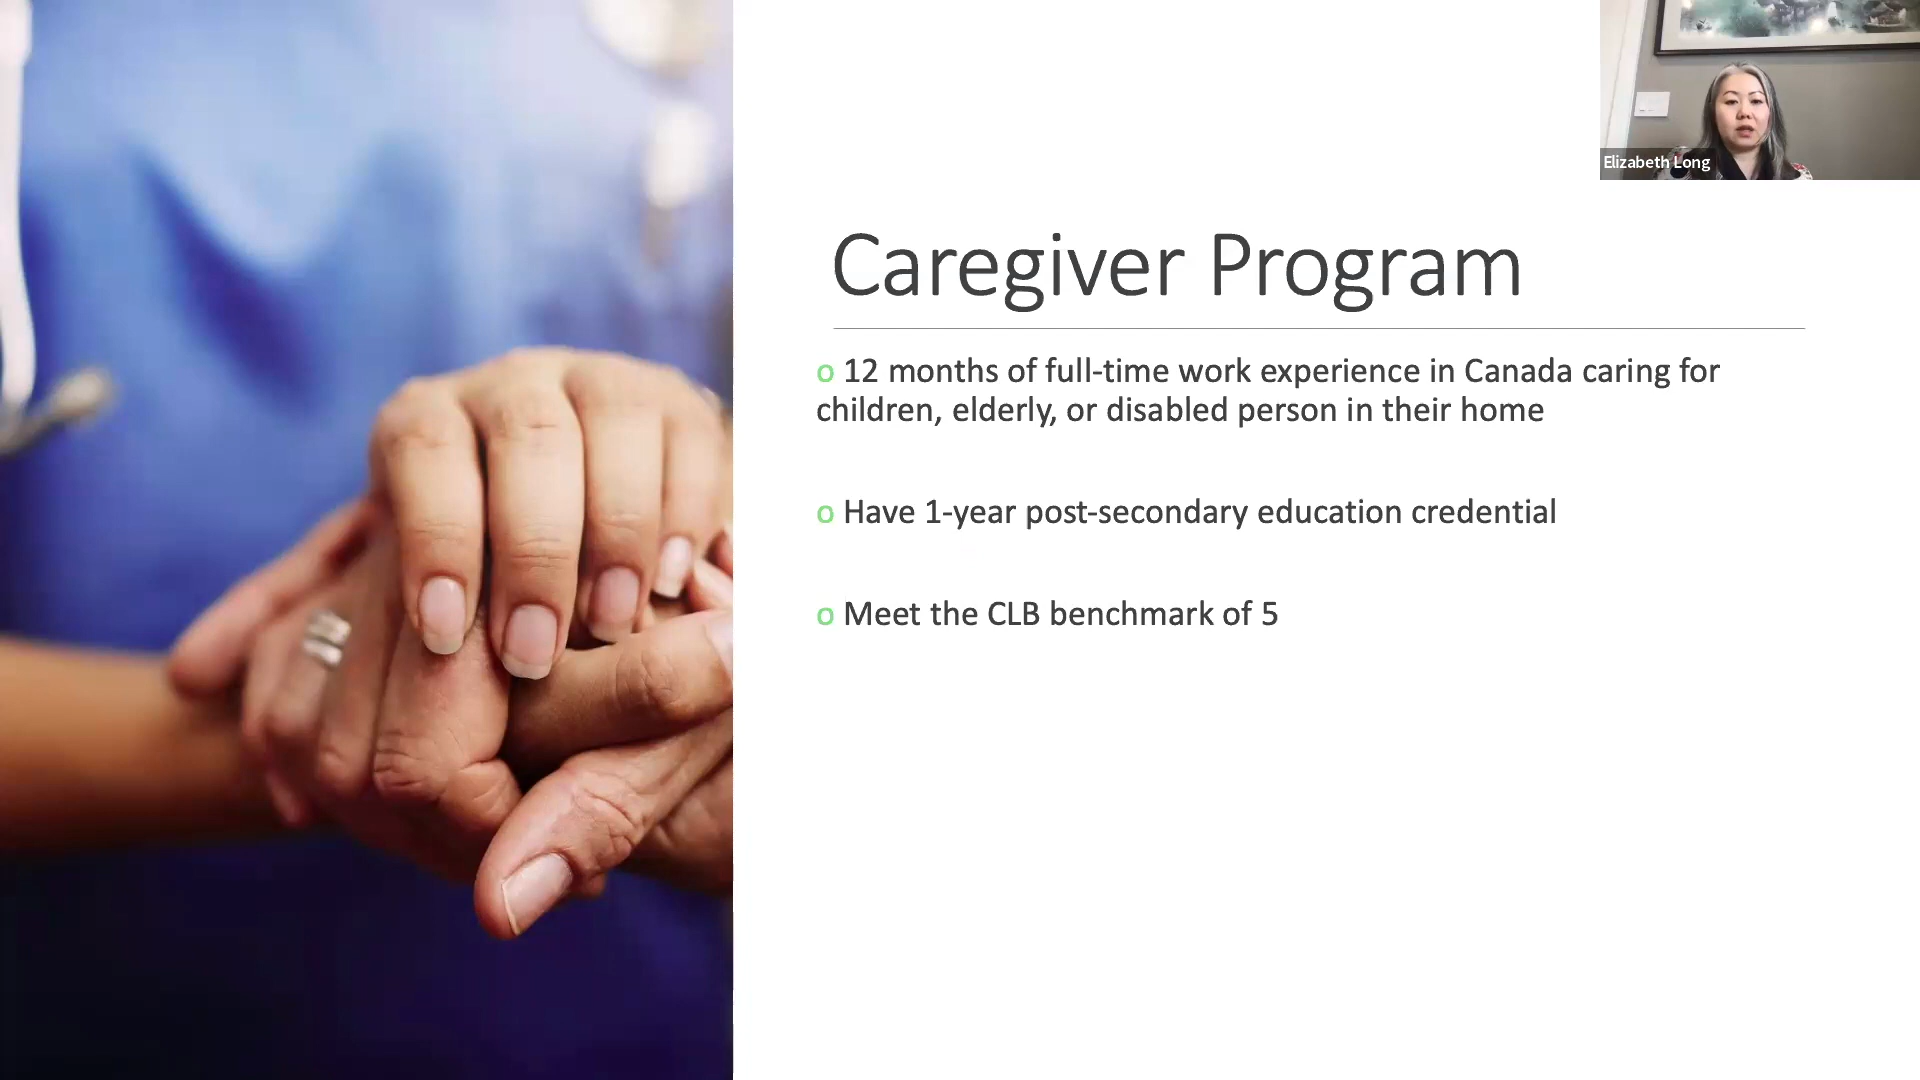 Elizabeth Long
Caregiver Program
o 12 months of full-time work experience in Canada caring for
children, elderly, or disabled person in their home
o Have 1-year post-secondary education credential
o Meet the CLB benchmark of 5